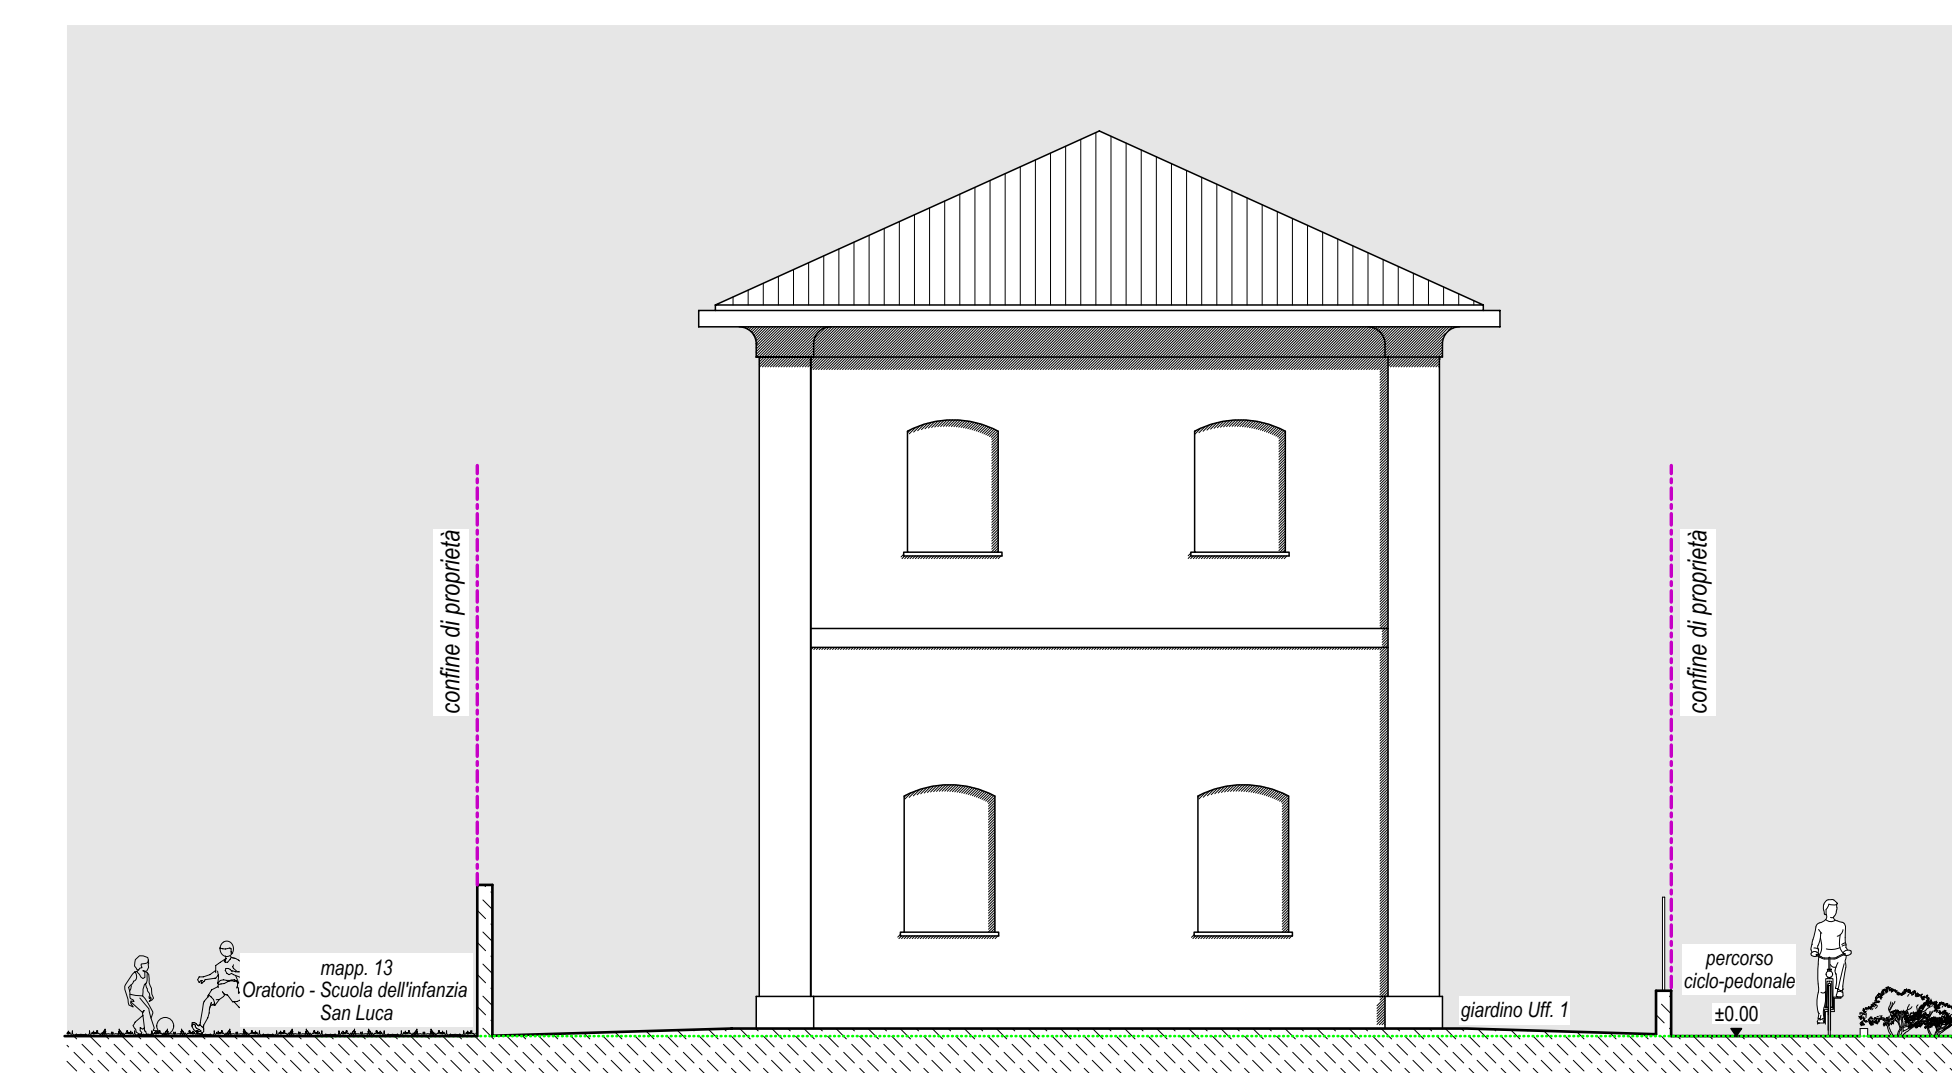 confine di proprietà
confine di proprietà
mapp. 13
Oratorio - Scuola dell'infanzia
San Luca
giardino Uff. 1
percorso
ciclo-pedonale
±0.00